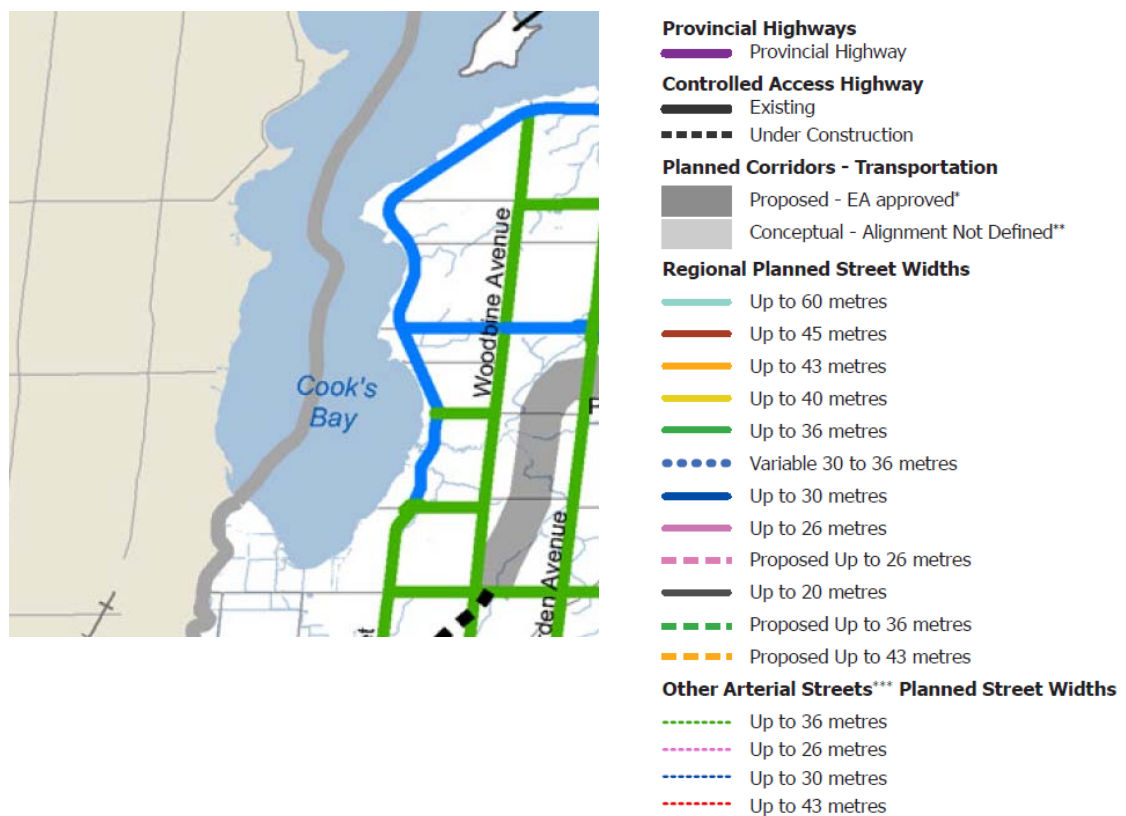 Woodbine Avenue
Cook's
Bay
den Avenue
Provincial Highways
Provincial Highway
Controlled Access Highway
Existing
Under Construction
Planned Corridors - Transportation
Proposed - EA approved*
Conceptual - Alignment Not Defined**
Regional Planned Street Widths
Up to 60 metres
Up to 45 metres
Up to 43 metres
Up to 40 metres
Up to 36 metres
Variable 30 to 36 metres
Up to 30 metres
Up to 26 metres
Proposed Up to 26 metres
Up to 20 metres
Proposed Up to 36 metres
Proposed Up to 43 metres
Other Arterial Streets*** Planned Street Widths
Up to 36 metres
Up to 26 metres
Up to 30 metres
Up to 43 metres